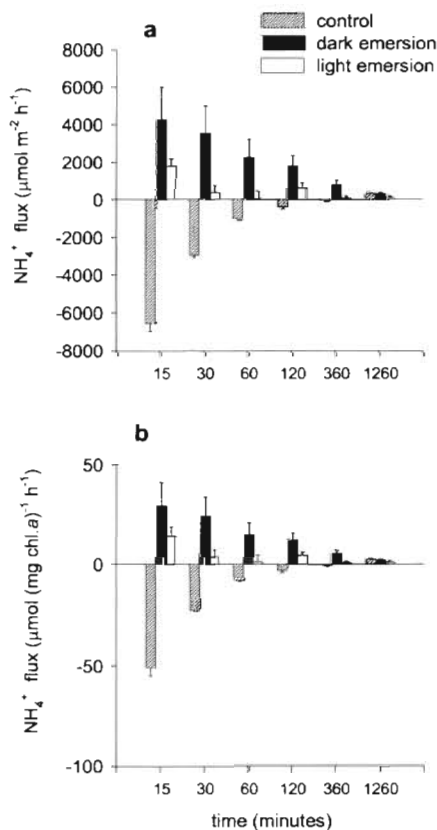 control
dark emersion
light emersion
a
8000
6000
4000
2000
0
-2000
-4000
-6000
8000
NH₄⁺ flux (µmol m⁻² h⁻¹)
15 30 60 120 360 1260
b
50
0
-50
-100
NH₄⁺ flux (µmol (mg chl.a)⁻¹ h⁻¹)
15 30 60 120 360 1260
time (minutes)